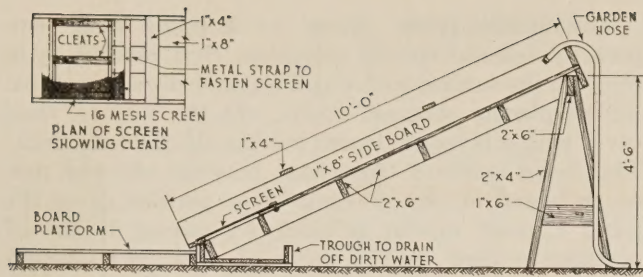 CLEATS
1"x4"
1"x8"
METAL STRAP TO
FASTEN SCREEN
16 MESH SCREEN
PLAN OF SCREEN
SHOWING CLEATS
GARDEN
HOSE
10'-0"
1"x4"
1"x8" SIDE BOARD
SCREEN
2"x6"
2"x6"
2"x4"
1"x6"
4'-6"
BOARD
PLATFORM
TROUGH TO DRAIN
OFF DIRTY WATER